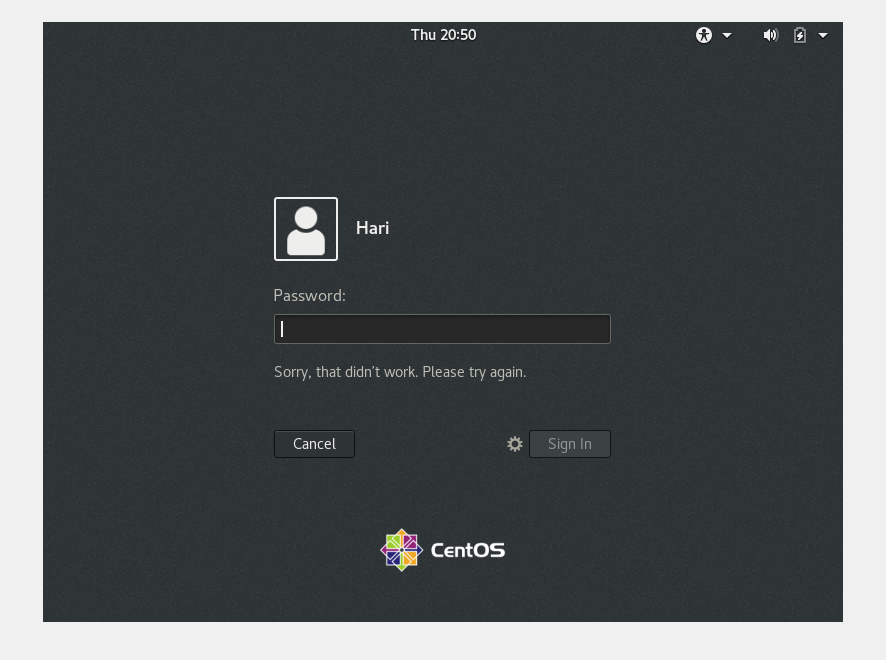 Thu 20:50
Hari
Password:
Sorry, that didn't work. Please try again.
Cancel
Sign In
CentOS